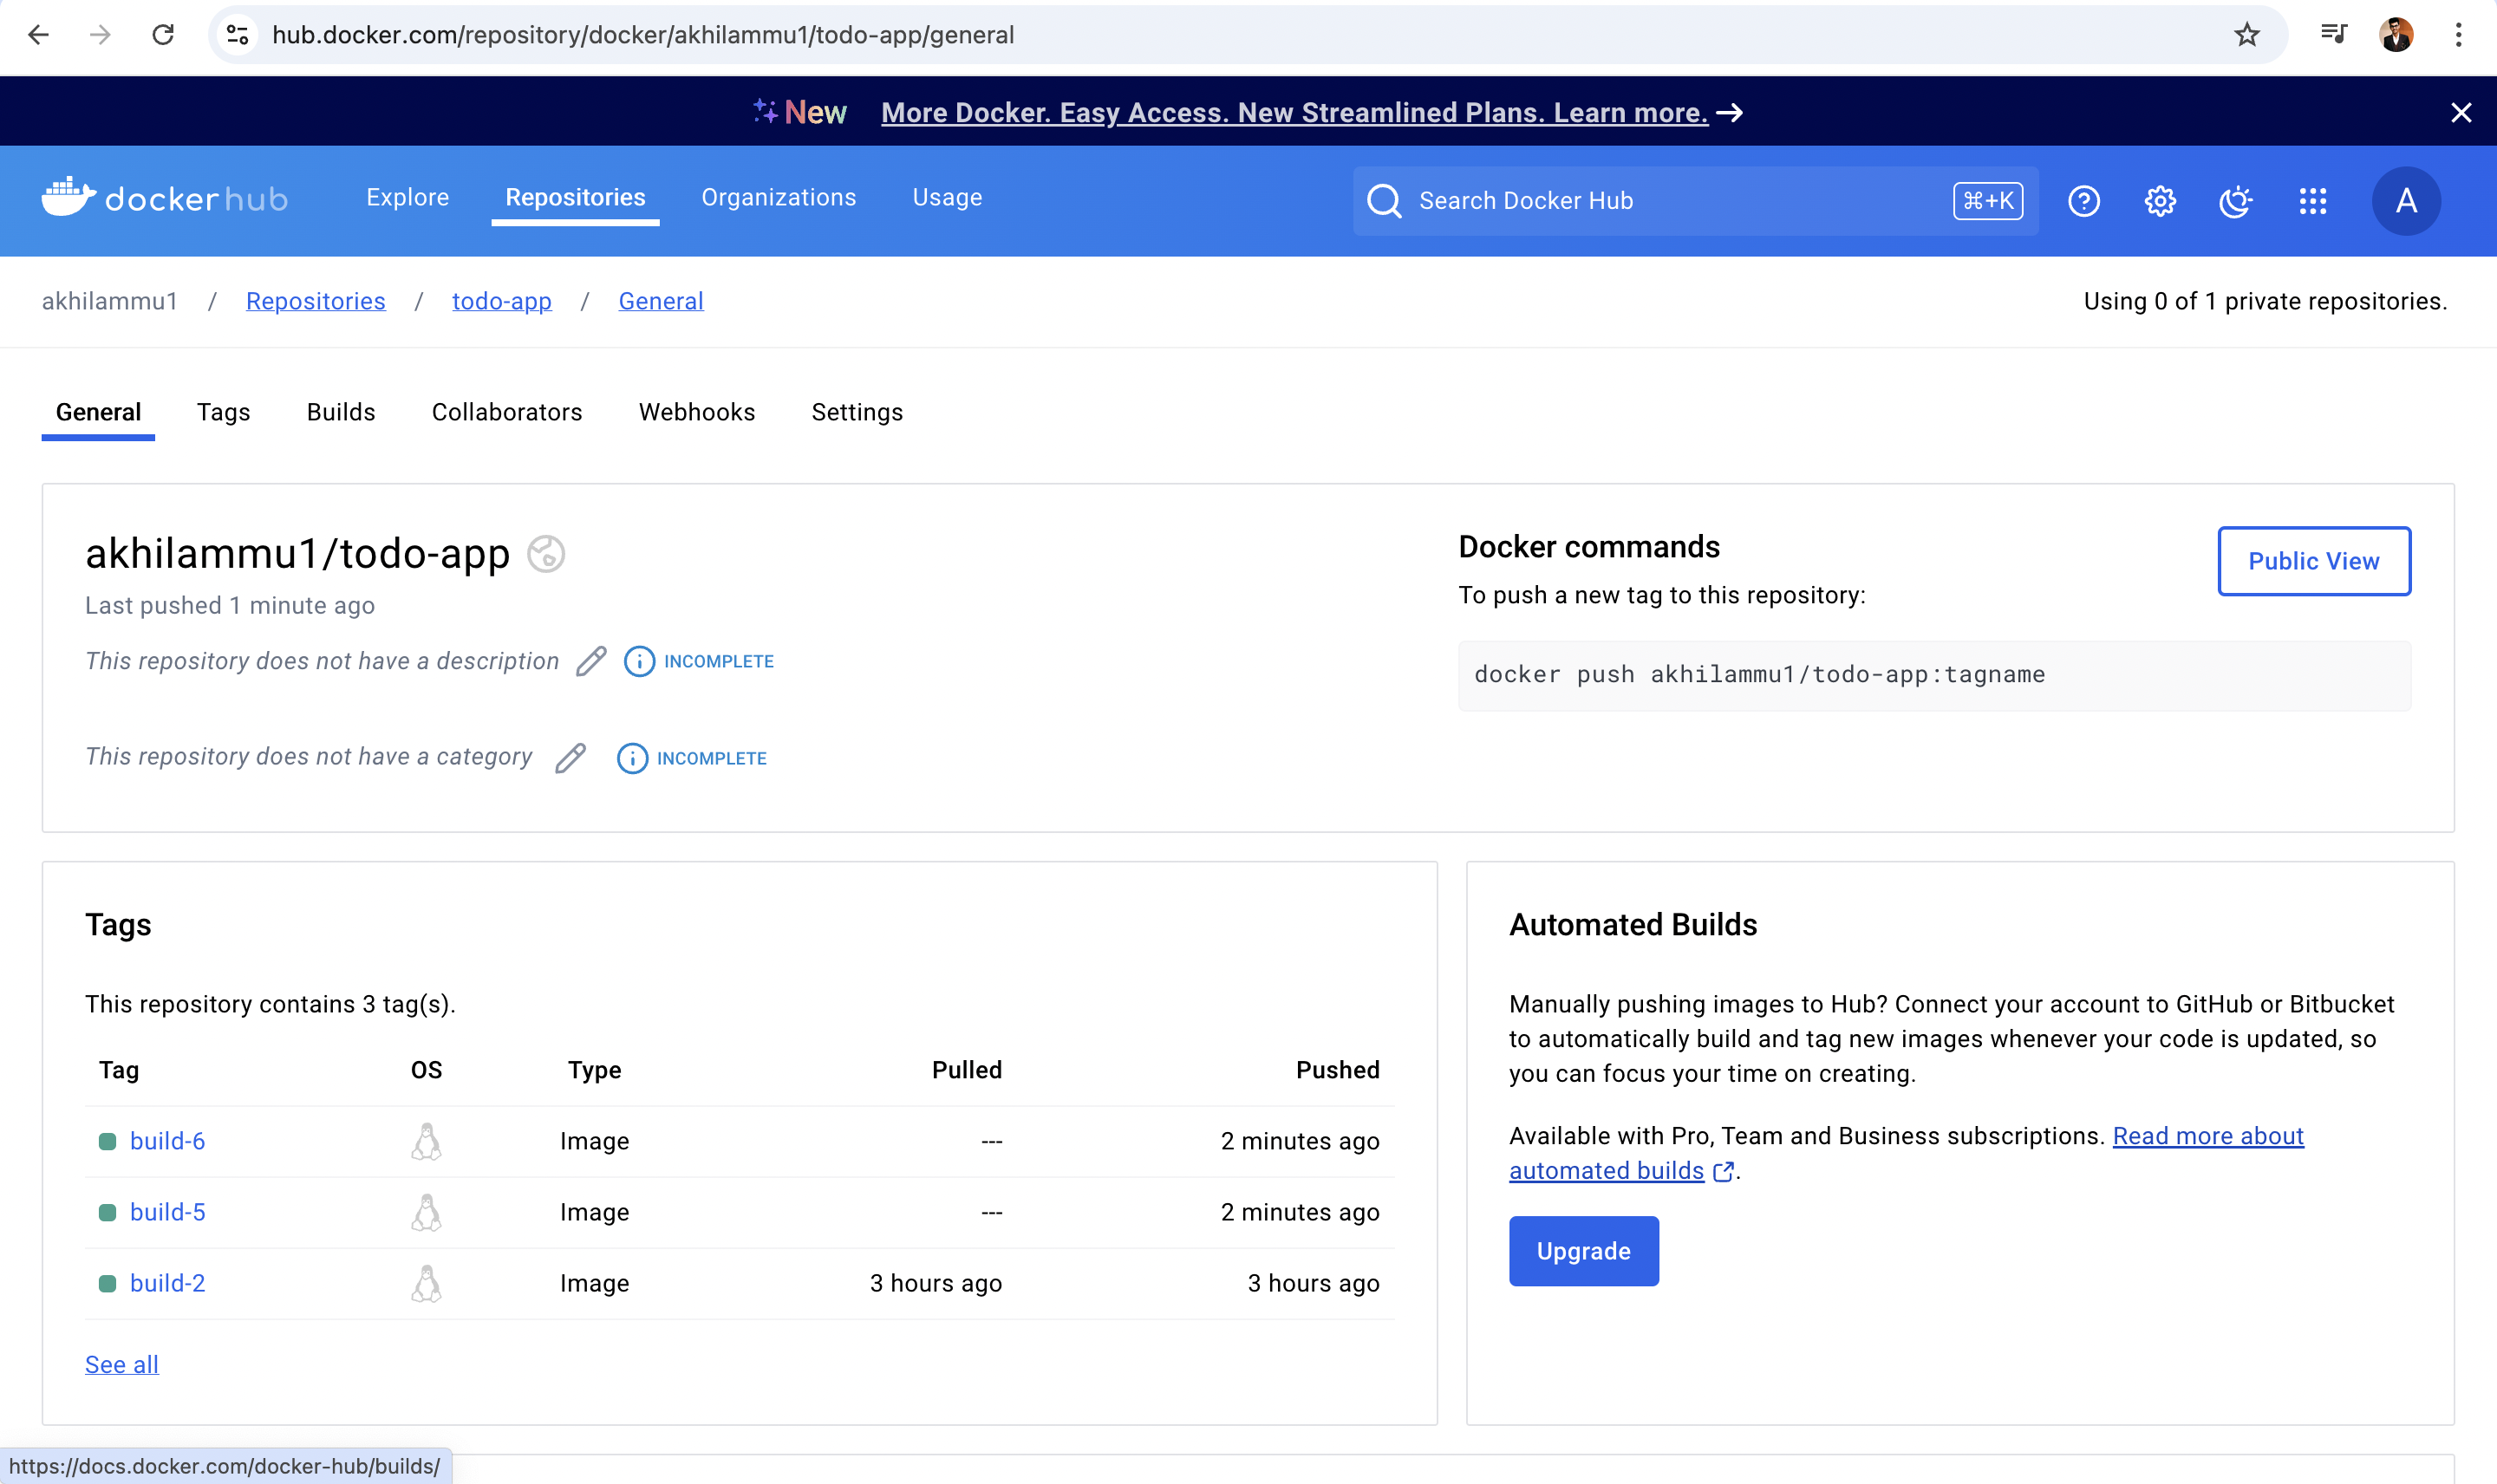 hub.docker.com/repository/docker/akhilammu1/todo-app/general
New More Docker. Easy Access. New Streamlined Plans. Learn more. →
dockerhub Explore Repositories Organizations Usage Search Docker Hub ⌘+K ? A
akhilammu1 / Repositories / todo-app / General Using 0 of 1 private repositories.
General Tags Builds Collaborators Webhooks Settings
akhilammu1/todo-app
Last pushed 1 minute ago
This repository does not have a description INCOMPLETE
This repository does not have a category INCOMPLETE
Docker commands
Public View
To push a new tag to this repository:
docker push akhilammu1/todo-app:tagname
Tags
This repository contains 3 tag(s).
Tag OS Type Pulled Pushed
build-6 Image --- 2 minutes ago
build-5 Image --- 2 minutes ago
build-2 Image 3 hours ago 3 hours ago
See all
Automated Builds
Manually pushing images to Hub? Connect your account to GitHub or Bitbucket
to automatically build and tag new images whenever your code is updated, so
you can focus your time on creating.
Available with Pro, Team and Business subscriptions. Read more about
automated builds.
Upgrade
https://docs.docker.com/docker-hub/builds/